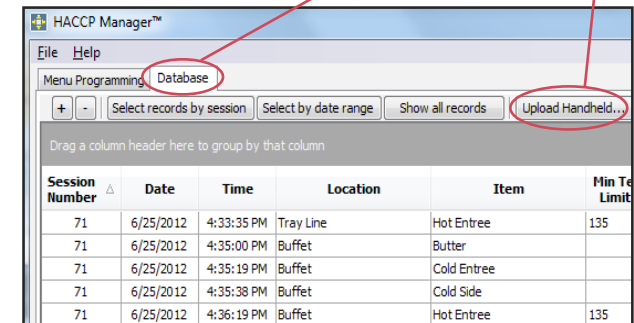 HACCP Manager™
File Help
Menu Programming Database
+ - Select records by session Select by date range Show all records Upload Handheld...
Drag a column header here to group by that column
Session Number Date Time Location Item Min Te Limit
71 6/25/2012 4:33:35 PM Tray Line Hot Entree 135
71 6/25/2012 4:35:00 PM Buffet Butter
71 6/25/2012 4:35:19 PM Buffet Cold Entree
71 6/25/2012 4:35:38 PM Buffet Cold Side
71 6/25/2012 4:36:19 PM Buffet Hot Entree 135